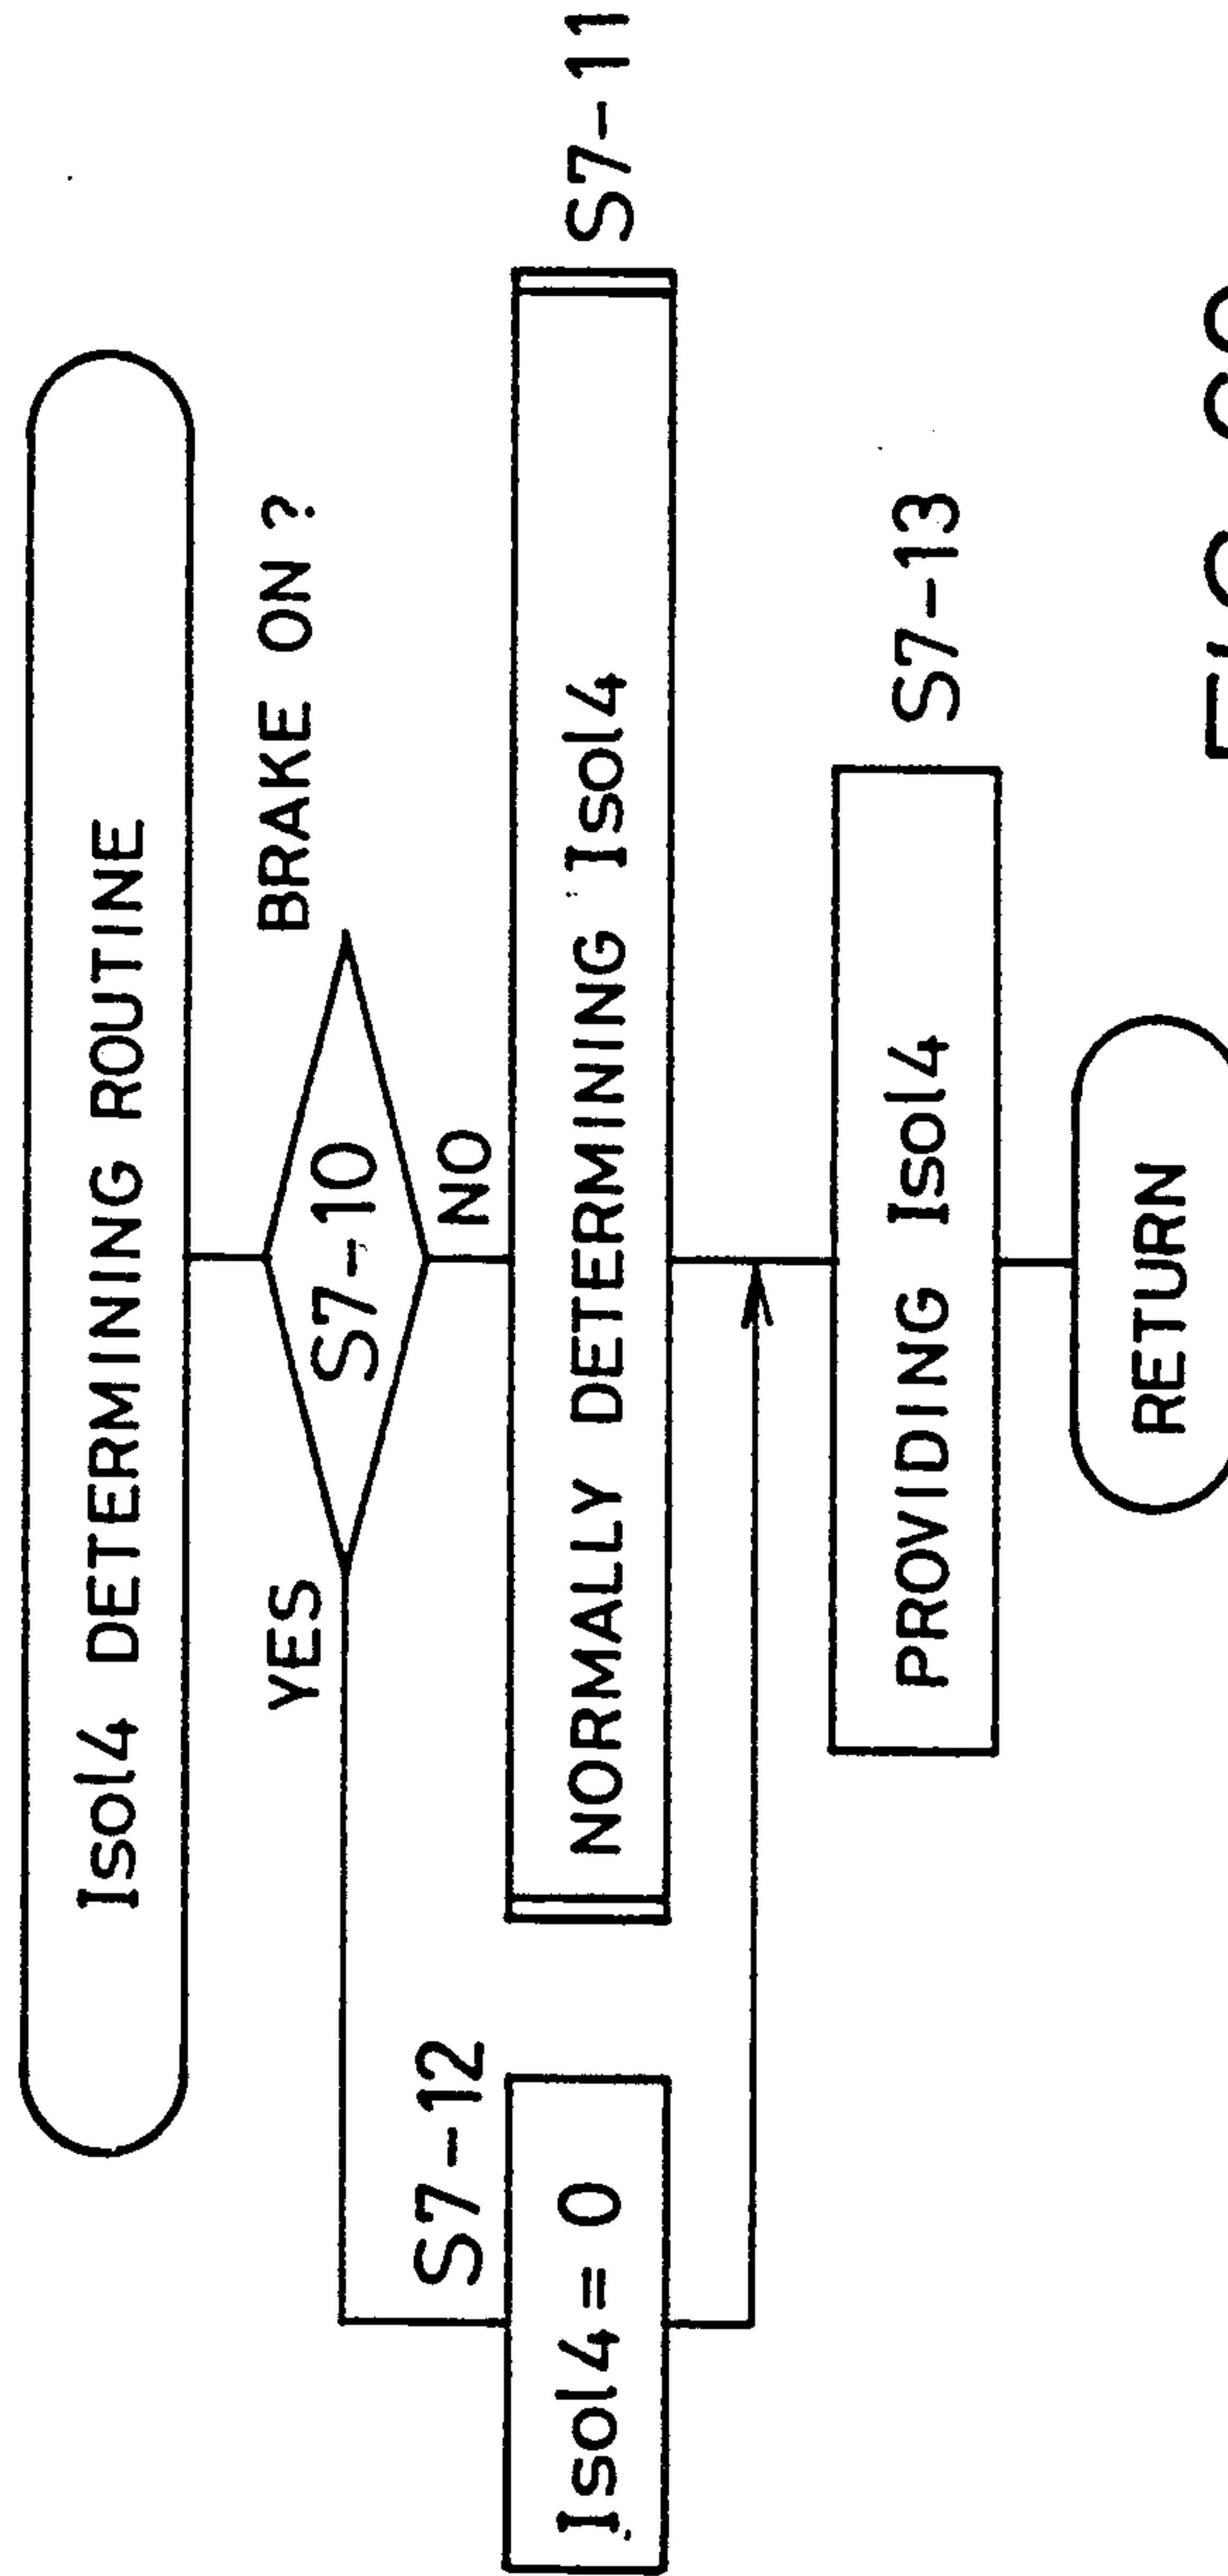 Isol4 DETERMINING ROUTINE
BRAKE ON ?
YES
S7-10
NO
S7-12
Isol4 = 0
NORMALLY DETERMINING Isol4
S7-11
PROVIDING Isol4
S7-13
RETURN